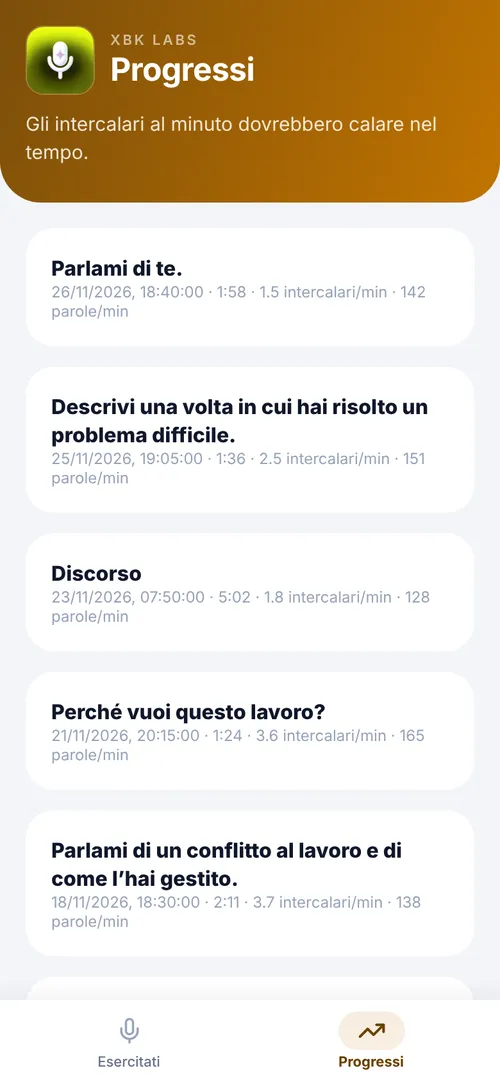 XBK LABS
Progressi
Gli intercalari al minuto dovrebbero calare nel
tempo.
Parlami di te.
26/11/2026, 18:40:00 · 1:58 · 1.5 intercalari/min · 142
parole/min
Descrivi una volta in cui hai risolto un
problema difficile.
25/11/2026, 19:05:00 · 1:36 · 2.5 intercalari/min · 151
parole/min
Discorso
23/11/2026, 07:50:00 · 5:02 · 1.8 intercalari/min · 128
parole/min
Perché vuoi questo lavoro?
21/11/2026, 20:15:00 · 1:24 · 3.6 intercalari/min · 165
parole/min
Parlami di un conflitto al lavoro e di
come l’hai gestito.
18/11/2026, 18:30:00 · 2:11 · 3.7 intercalari/min · 138
parole/min
Esercitati
Progressi